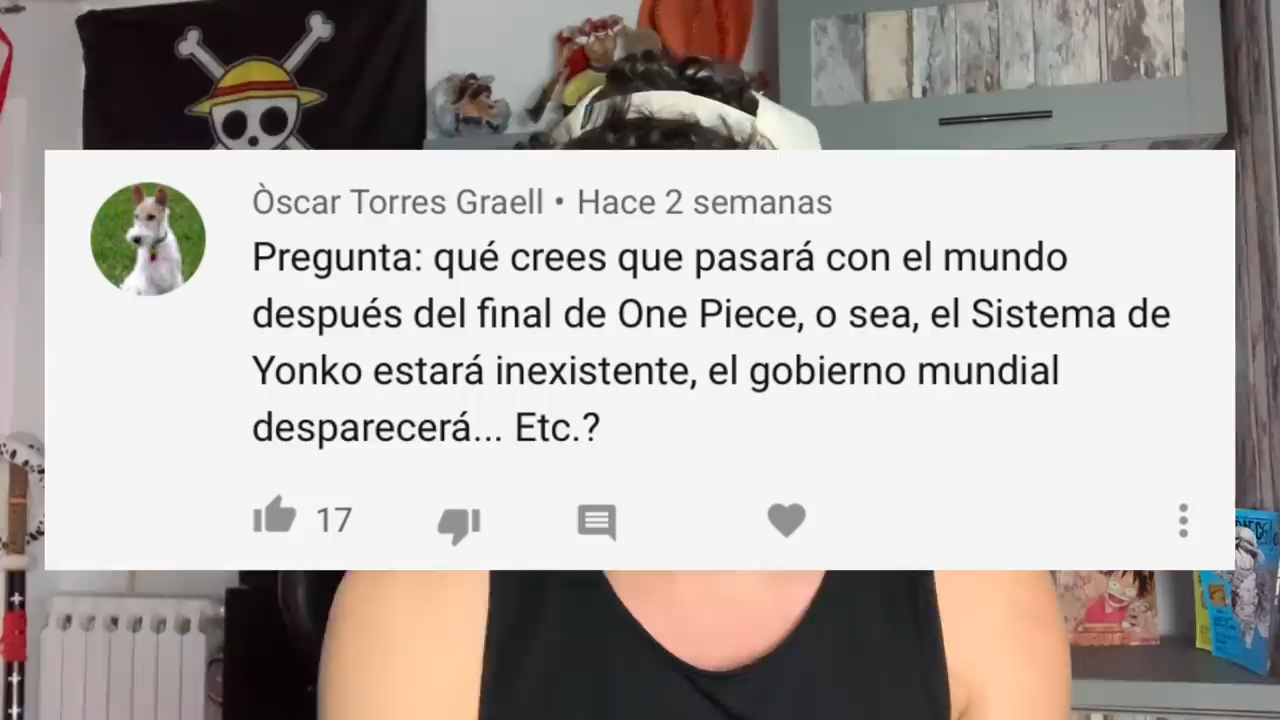 Òscar Torres Graell • Hace 2 semanas
Pregunta: qué crees que pasará con el mundo
después del final de One Piece, o sea, el Sistema de
Yonko estará inexistente, el gobierno mundial
desparecerá... Etc.?
17